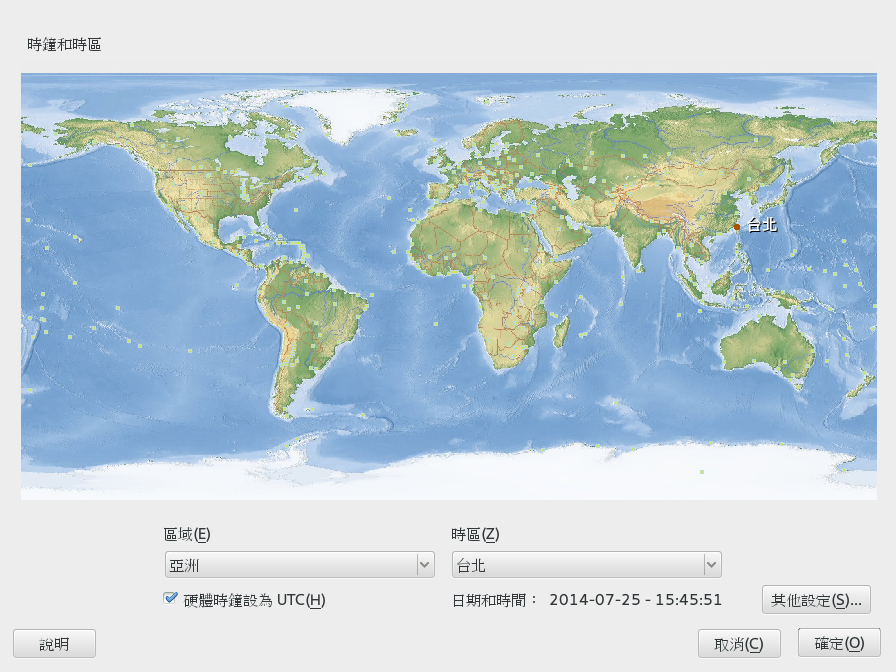 時鐘和時區
台北
區域(E) 時區(Z)
亞洲 台北
硬體時鐘設為 UTC(H) 日期和時間： 2014-07-25 - 15:45:51 其他設定(S)...
說明 取消(C) 確定(O)